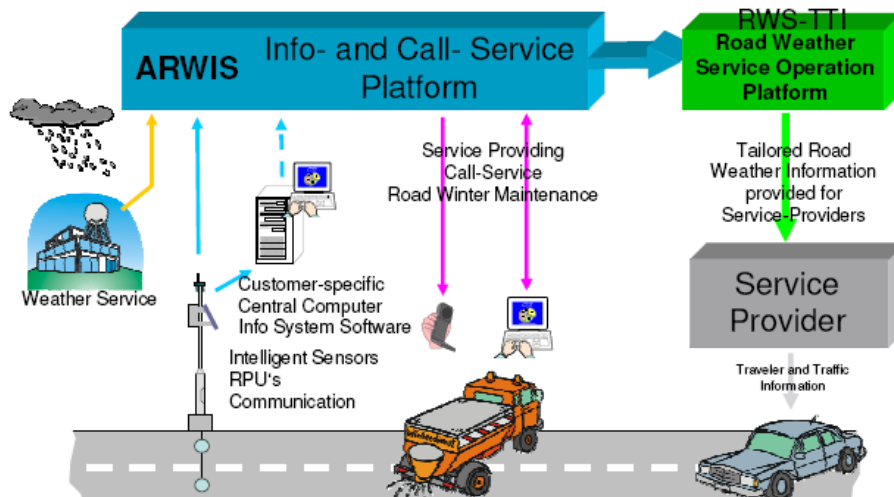 ARWIS
Info- and Call- Service
Platform
RWS-TTI
Road Weather
Service Operation
Platform
Service Providing
Call-Service
Road Winter Maintenance
Tailored Road
Weather Information
provided for
Service-Providers
Weather Service
Customer-specific
Central Computer
Info System Software
Service
Provider
Intelligent Sensors
RPU's
Communication
Traveler and Traffic
Information